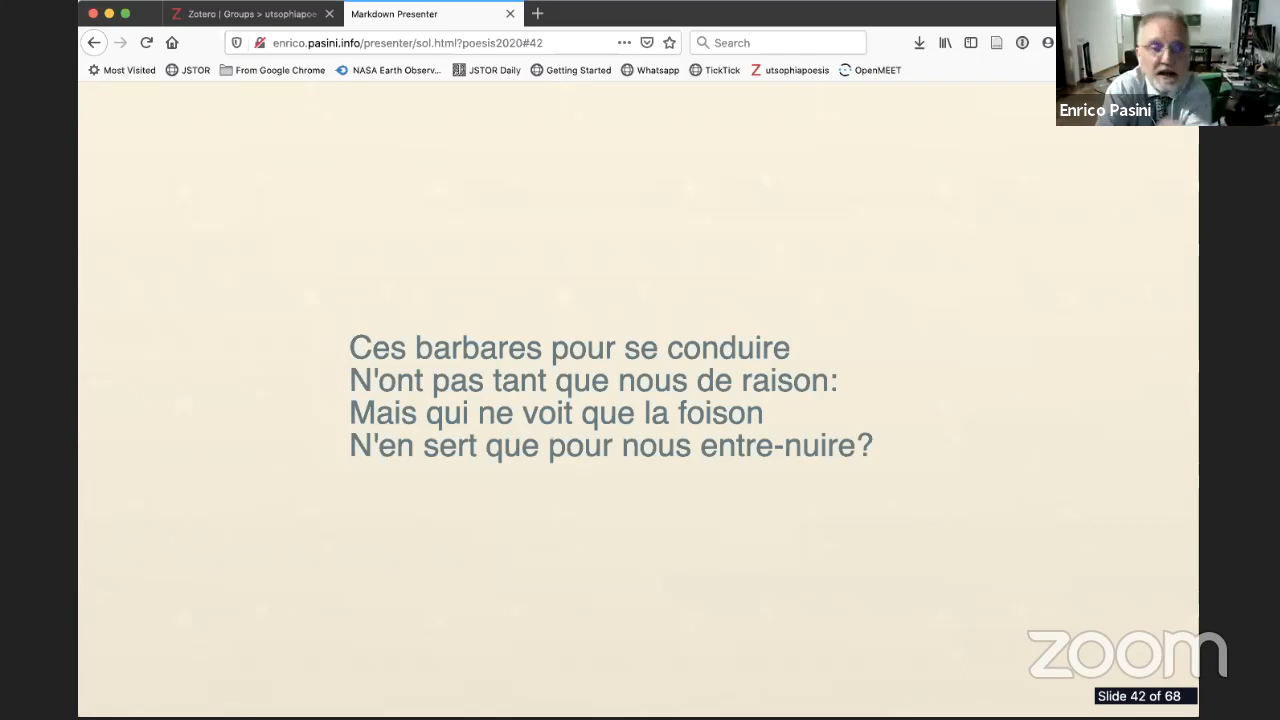 Zotero | Groups > utsophiapoe
Markdown Presenter
enrico.pasini.info/presenter/sol.html?poesis2020#42
Search
Most Visited
JSTOR
From Google Chrome
NASA Earth Observ...
JSTOR Daily
Getting Started
Whatsapp
TickTick
utsophiapoesis
OpenMEET
Enrico Pasini
Ces barbares pour se conduire
N'ont pas tant que nous de raison:
Mais qui ne voit que la foison
N'en sert que pour nous entre-nuire?
zoom
Slide 42 of 68